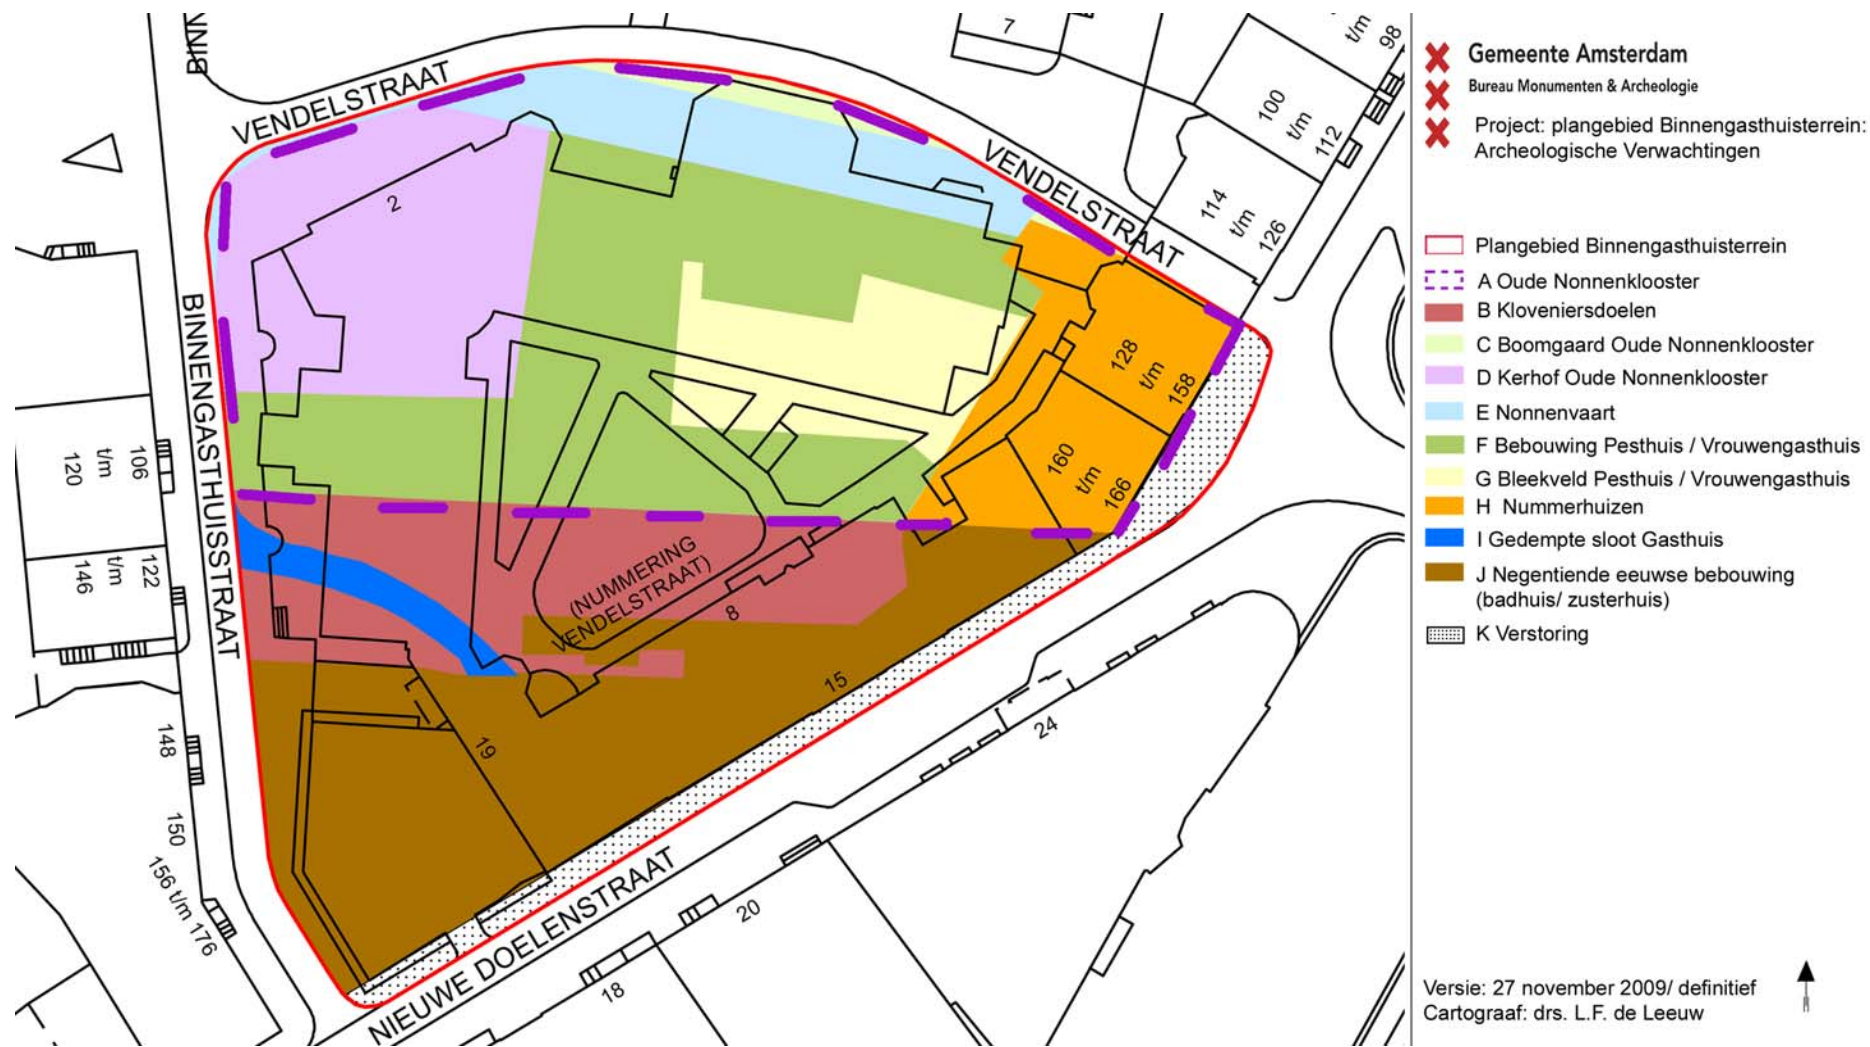 BINN
VENDELSTRAAT
7
t/m
98
100
t/m
112
114
t/m
126
VENDELSTRAAT
2
BINNENGASTHUISSTRAAT
128
t/m
158
160
t/m
166
106
t/m
120
122
t/m
146
(NUMMERING
VENDELSTRAAT)
8
15
19
24
148
150
156 t/m 176
NIEUWE DOELENSTRAAT
20
18
Gemeente Amsterdam
Bureau Monumenten & Archeologie
Project: plangebied Binnengasthuisterrein:
Archeologische Verwachtingen
Plangebied Binnengasthuisterrein
A Oude Nonnenklooster
B Kloveniersdoelen
C Boomgaard Oude Nonnenklooster
D Kerhof Oude Nonnenklooster
E Nonnenvaart
F Bebouwing Pesthuis / Vrouwengasthuis
G Bleekveld Pesthuis / Vrouwengasthuis
H Nummerhuizen
I Gedempte sloot Gasthuis
J Negentiende eeuwse bebouwing
(badhuis/ zusterhuis)
K Verstoring
Versie: 27 november 2009/ definitief
Cartograaf: drs. L.F. de Leeuw